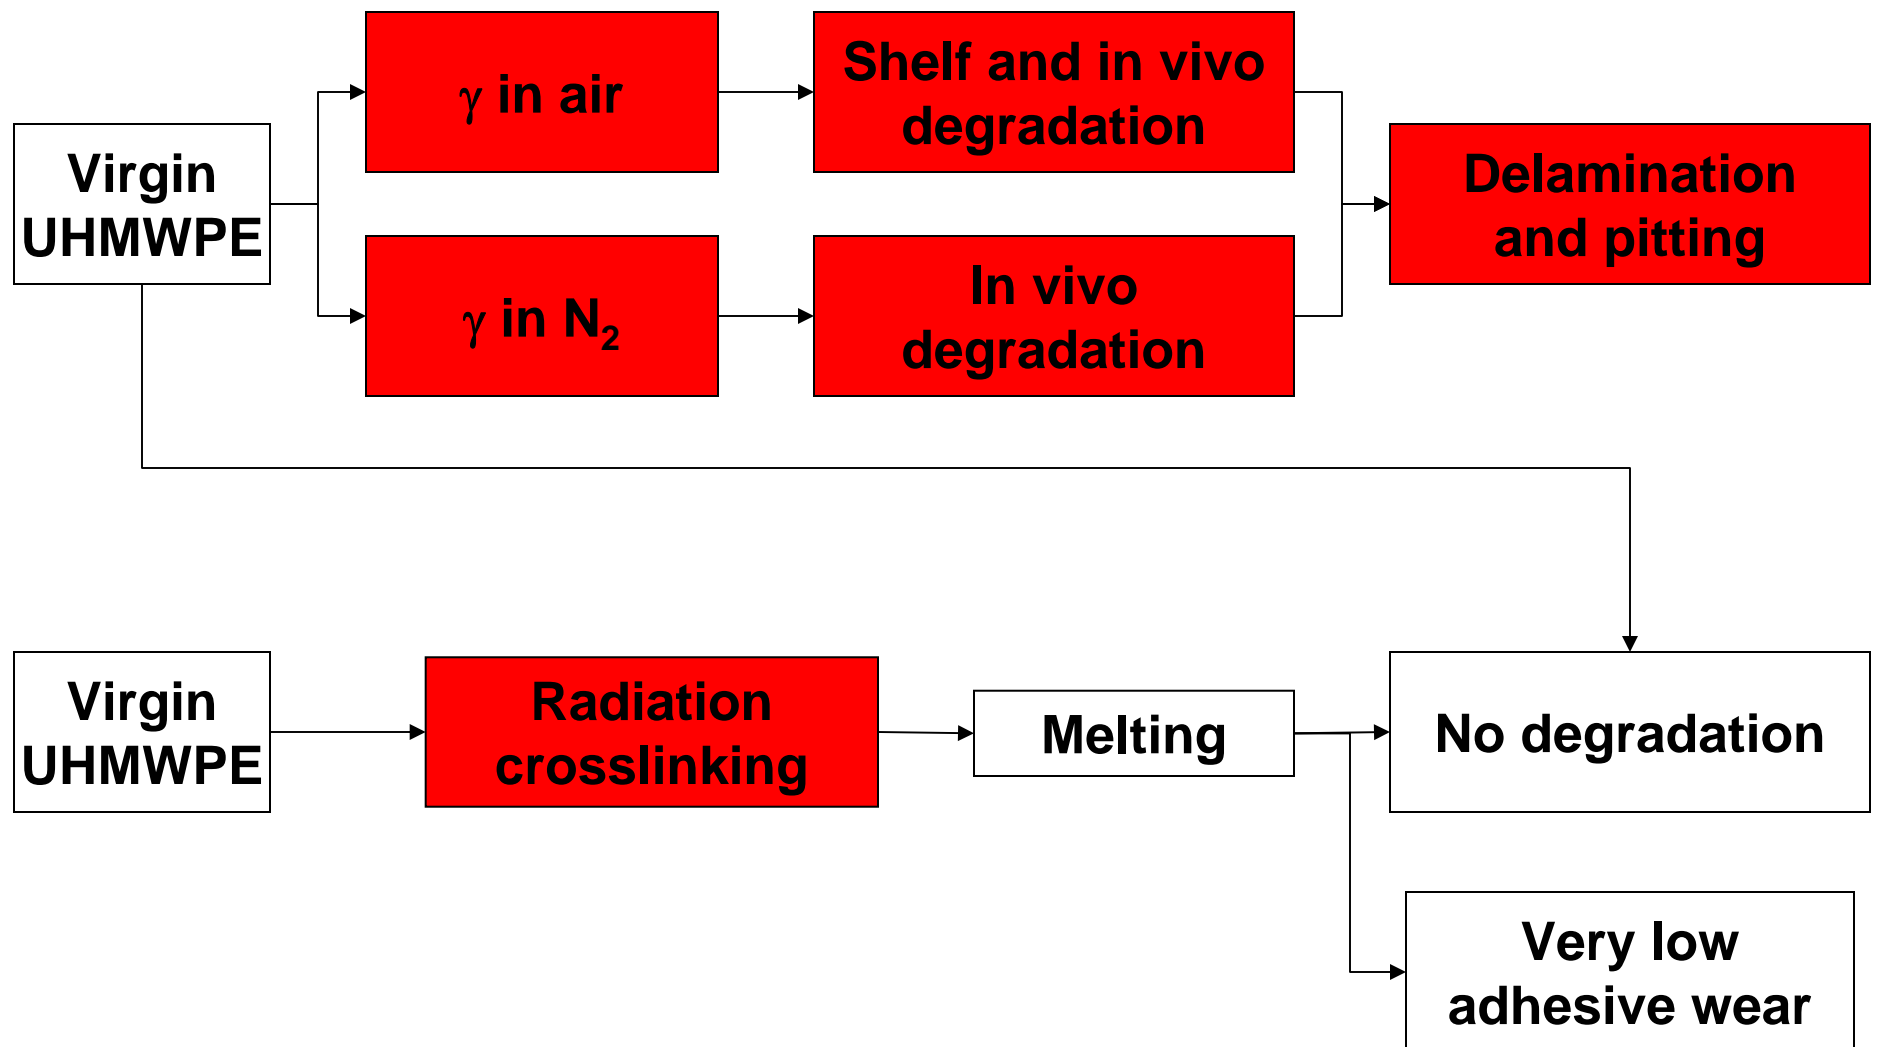 γ in air
Shelf and in vivo
degradation
Virgin
UHMWPE
Delamination
and pitting
γ in N₂
In vivo
degradation
Virgin
UHMWPE
Radiation
crosslinking
Melting
No degradation
Very low
adhesive wear